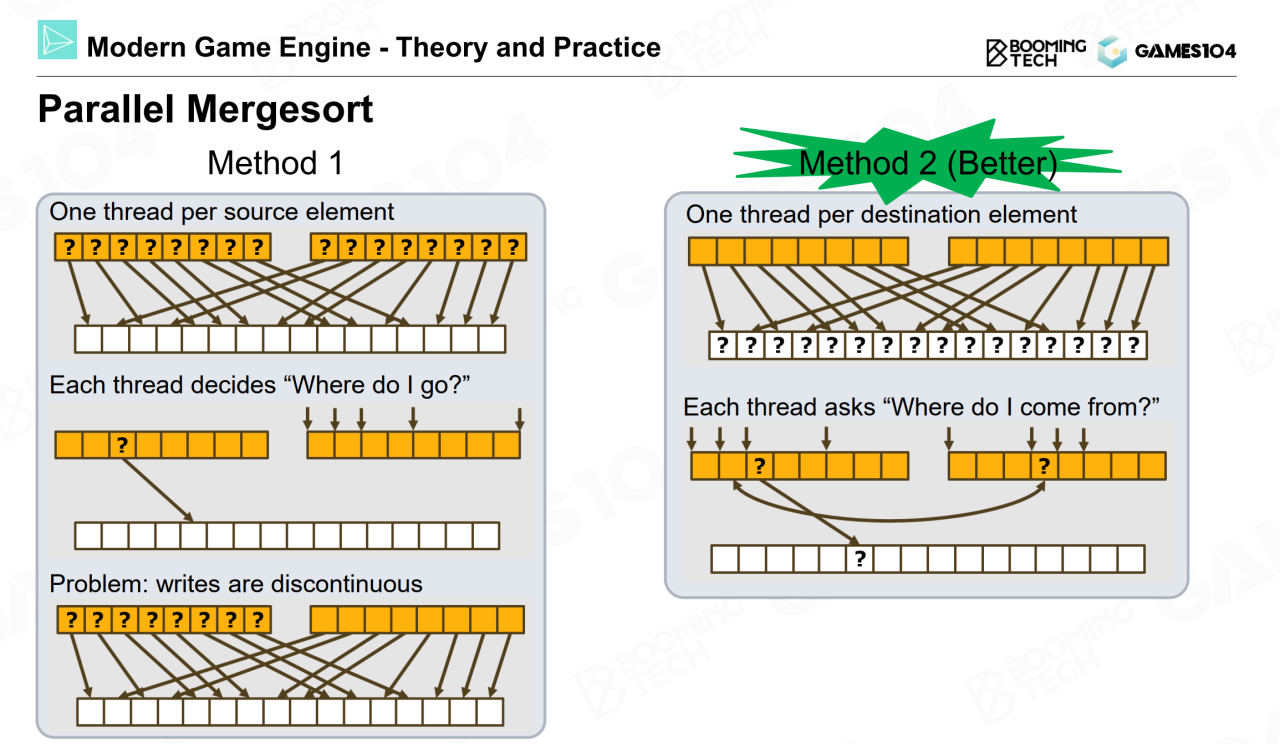 Modern Game Engine - Theory and Practice
BOOMING
TECH
GAMES104
Parallel Mergesort
Method 1
One thread per source element
? ? ? ? ? ? ? ? ? ? ? ? ? ? ? ?
Each thread decides “Where do I go?”
?
Problem: writes are discontinuous
? ? ? ? ? ? ? ?
Method 2 (Better)
One thread per destination element
? ? ? ? ? ? ? ? ? ? ? ? ? ? ? ?
Each thread asks “Where do I come from?”
? ?
?